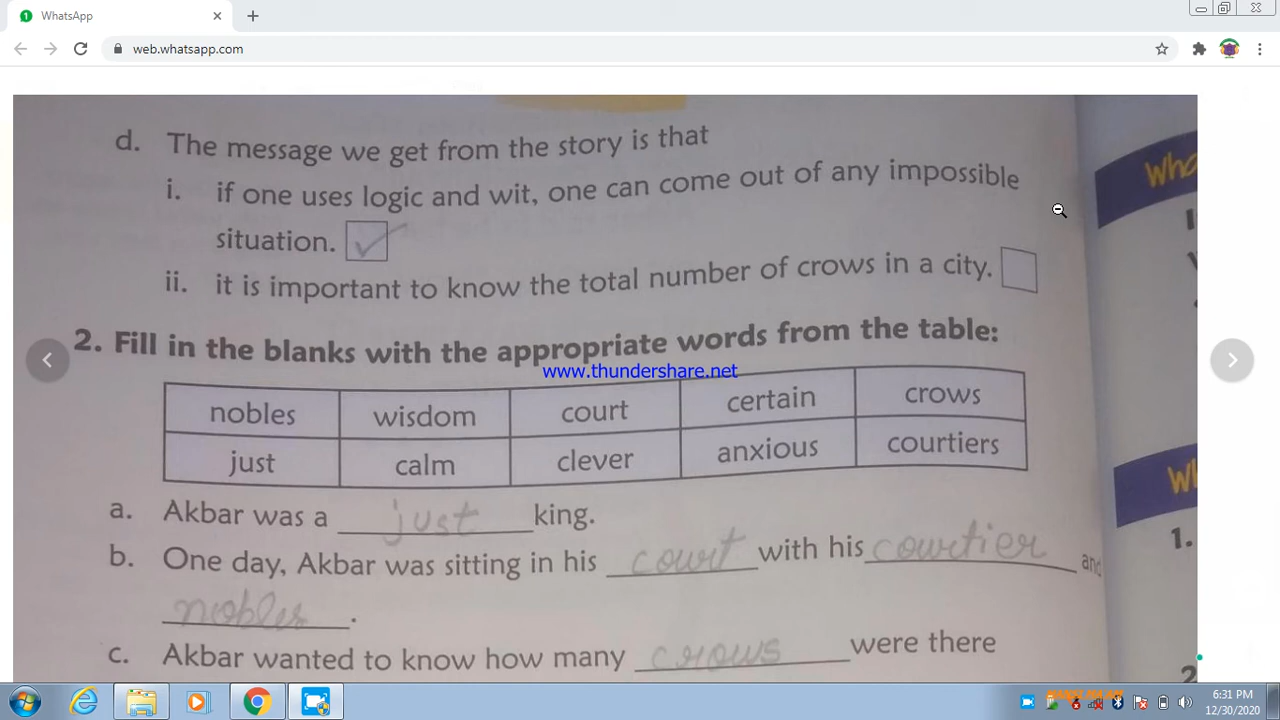 WhatsApp
web.whatsapp.com
d. The message we get from the story is that
i. if one uses logic and wit, one can come out of any impossible
situation.
ii. it is important to know the total number of crows in a city.
2. Fill in the blanks with the appropriate words from the table:
www.thundershare.net
nobles wisdom court certain crows
just calm clever anxious courtiers
a. Akbar was a just king.
b. One day, Akbar was sitting in his court with his courtier and
nobles.
c. Akbar wanted to know how many crows were there
1.
2
6:31 PM
12/30/2020